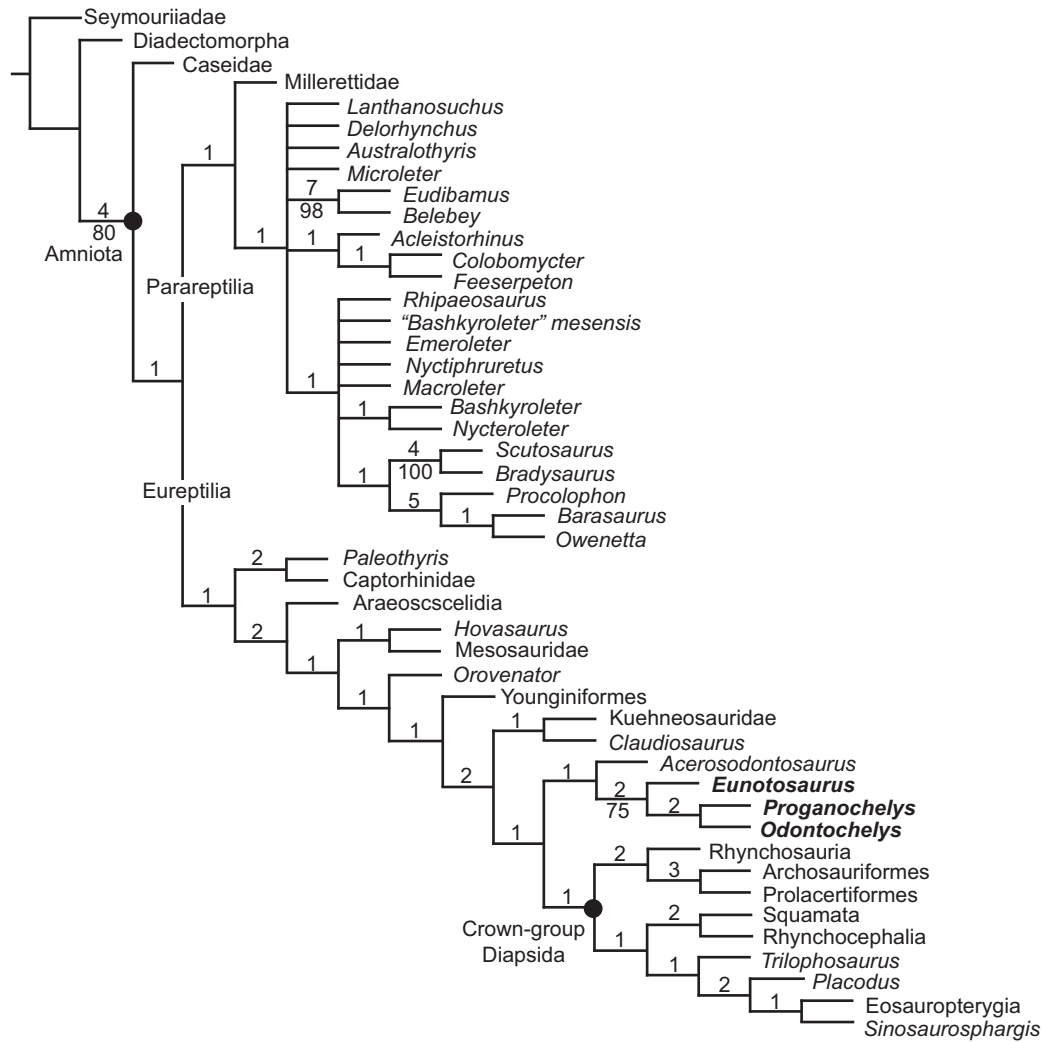 Seymouriidae
Diadectomorpha
Caseidae
Millerettidae
Lanthanosuchus
Delorhynchus
Australothyris
Microleter
1
7
98
Eudibamus
Belebey
4
80
Amniota
1
1
Acleistorhinus
1
Colobomycter
Feeserpeton
Parareptilia
Rhipaeosaurus
“Bashkyroleter” mesensis
Emeroleter
Nyctiphruretus
Macroleter
1
1
1
Bashkyroleter
Nycteroleter
4
100
Scutosaurus
Bradysaurus
1
Eureptilia
5
Procolophon
1
Barasaurus
Owenetta
2
Paleothyris
Captorhinidae
1
Araeoscscelidia
2
1
Hovasaurus
Mesosauridae
1
Orovenator
1
Younginiformes
1
1
Kuehneosauridae
Claudiosaurus
2
Acerosodontosaurus
1
2
75
Eunotosaurus
2
Proganochelys
Odontochelys
1
2
Rhynchosauria
3
Archosauriformes
Prolacertiformes
1
Crown-group
Diapsida
2
Squamata
Rhynchocephalia
1
1
Trilophosaurus
2
Placodus
1
Eosauropterygia
Sinosaurosphargis